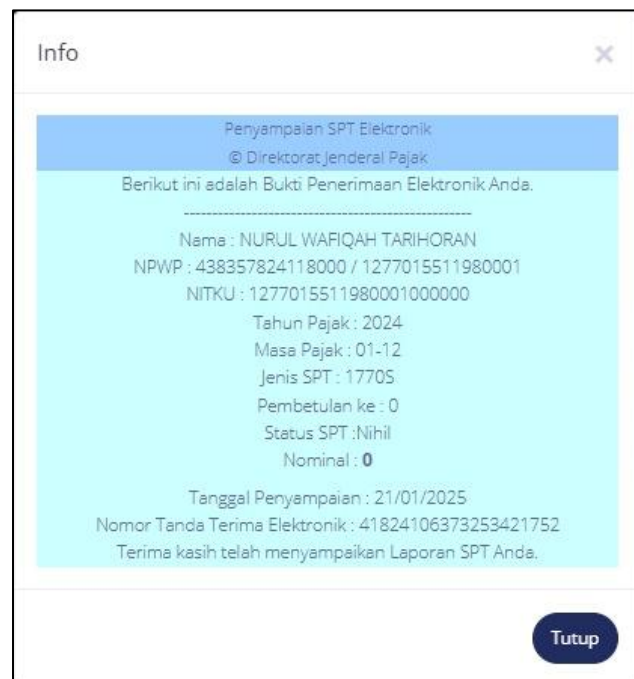 Info
×
Penyampaian SPT Elektronik
© Direktorat Jenderal Pajak
Berikut ini adalah Bukti Penerimaan Elektronik Anda.
----------------------------------------------------
Nama : NURUL WAFIQAH TARIHORAN
NPWP : 438357824118000 / 1277015511980001
NITKU : 1277015511980001000000
Tahun Pajak : 2024
Masa Pajak : 01-12
Jenis SPT : 1770S
Pembetulan ke : 0
Status SPT :Nihil
Nominal : 0
Tanggal Penyampaian : 21/01/2025
Nomor Tanda Terima Elektronik : 41824106373253421752
Terima kasih telah menyampaikan Laporan SPT Anda.
Tutup